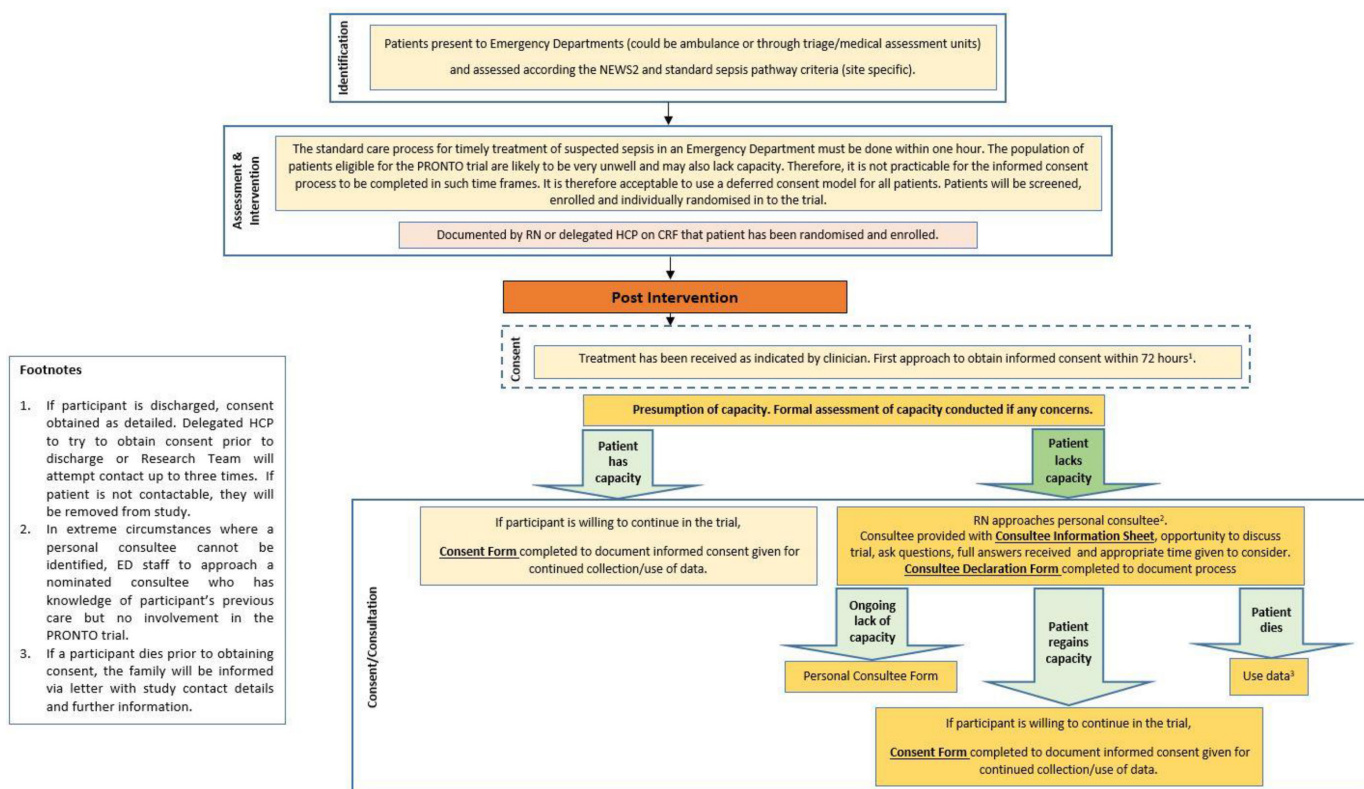 Identification
Patients present to Emergency Departments (could be ambulance or through triage/medical assessment units)
and assessed according the NEWS2 and standard sepsis pathway criteria (site specific).
Assessment &
Intervention
The standard care process for timely treatment of suspected sepsis in an Emergency Department must be done within one hour. The population of
patients eligible for the PRONTO trial are likely to be very unwell and may also lack capacity. Therefore, it is not practicable for the informed consent
process to be completed in such time frames. It is therefore acceptable to use a deferred consent model for all patients. Patients will be screened,
enrolled and individually randomised in to the trial.
Documented by RN or delegated HCP on CRF that patient has been randomised and enrolled.
Post Intervention
Consent
Treatment has been received as indicated by clinician. First approach to obtain informed consent within 72 hours¹.
Presumption of capacity. Formal assessment of capacity conducted if any concerns.
Patient
has
capacity
Patient
lacks
capacity
Consent/Consultation
If participant is willing to continue in the trial,
Consent Form completed to document informed consent given for
continued collection/use of data.
RN approaches personal consultee².
Consultee provided with Consultee Information Sheet, opportunity to discuss
trial, ask questions, full answers received and appropriate time given to consider.
Consultee Declaration Form completed to document process
Ongoing
lack of
capacity
Patient
regains
capacity
Patient
dies
Personal Consultee Form
Use data³
If participant is willing to continue in the trial,
Consent Form completed to document informed consent given for
continued collection/use of data.
Footnotes
1. If participant is discharged, consent
obtained as detailed. Delegated HCP
to try to obtain consent prior to
discharge or Research Team will
attempt contact up to three times. If
patient is not contactable, they will
be removed from study.
2. In extreme circumstances where a
personal consultee cannot be
identified, ED staff to approach a
nominated consultee who has
knowledge of participant's previous
care but no involvement in the
PRONTO trial.
3. If a participant dies prior to obtaining
consent, the family will be informed
via letter with study contact details
and further information.